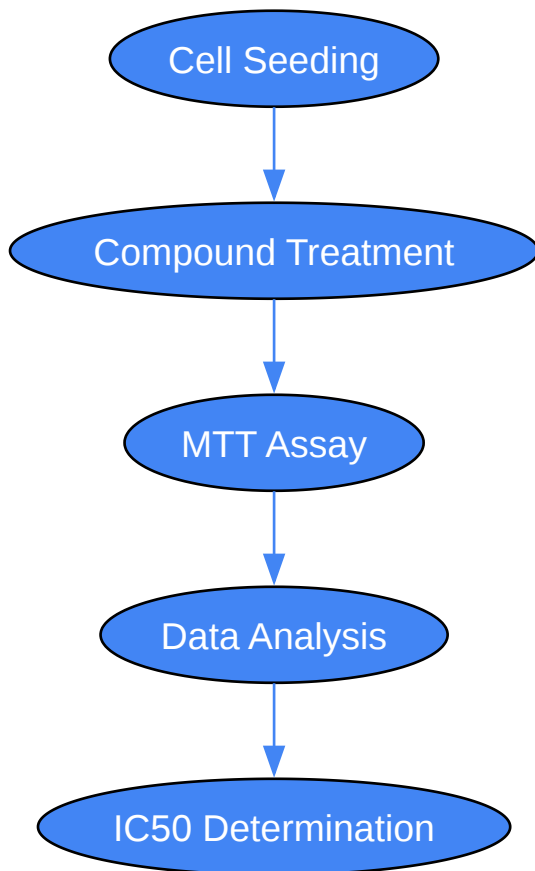 Cell Seeding
Compound Treatment
MTT Assay
Data Analysis
IC50 Determination